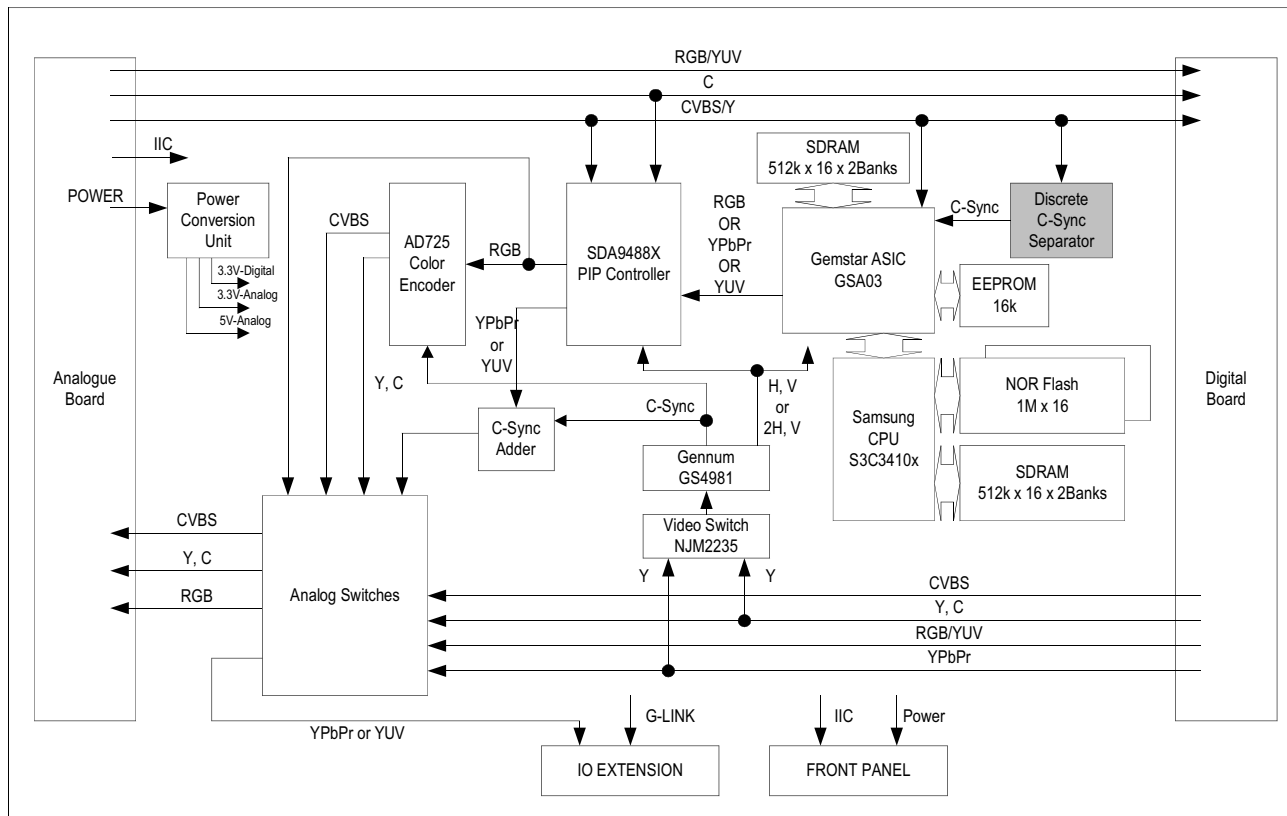 RGB/YUV
C
CVBS/Y
IIC
POWER
Power
Conversion
Unit
3.3V-Digital
3.3V-Analog
5V-Analog
Analogue
Board
CVBS
AD725
Color
Encoder
RGB
SDA9488X
PIP Controller
SDRAM
512k x 16 x 2Banks
RGB
OR
YPbPr
OR
YUV
Gemstar ASIC
GSA03
C-Sync
Discrete
C-Sync
Separator
EEPROM
16k
YPbPr
or
YUV
Y, C
C-Sync
Adder
C-Sync
H, V
or
2H, V
Gennum
GS4981
Video Switch
NJM2235
Samsung
CPU
S3C3410x
NOR Flash
1M x 16
SDRAM
512k x 16 x 2Banks
Digital
Board
CVBS
Y, C
RGB
Analog Switches
Y
Y
CVBS
Y, C
RGB/YUV
YPbPr
YPbPr or YUV
G-LINK
IIC
Power
IO EXTENSION
FRONT PANEL